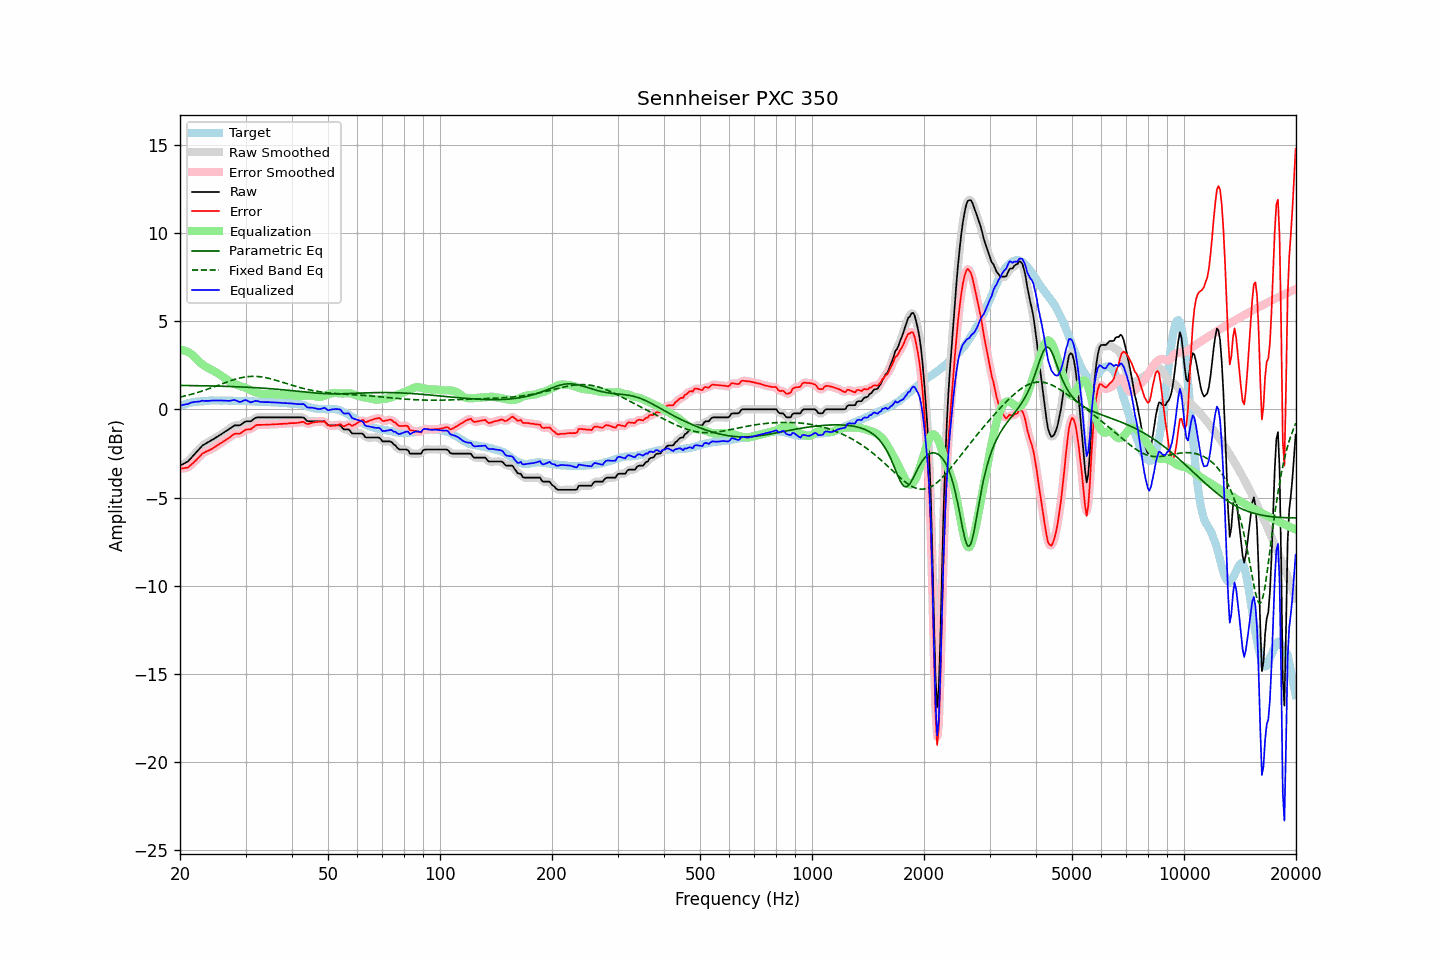 Sennheiser PXC 350
Target
Raw Smoothed
Error Smoothed
Raw
Error
Equalization
Parametric Eq
Fixed Band Eq
Equalized
Amplitude (dBr)
15
10
5
0
−5
−10
−15
−20
−25
20 50 100 200 500 1000 2000 5000 10000 20000
Frequency (Hz)